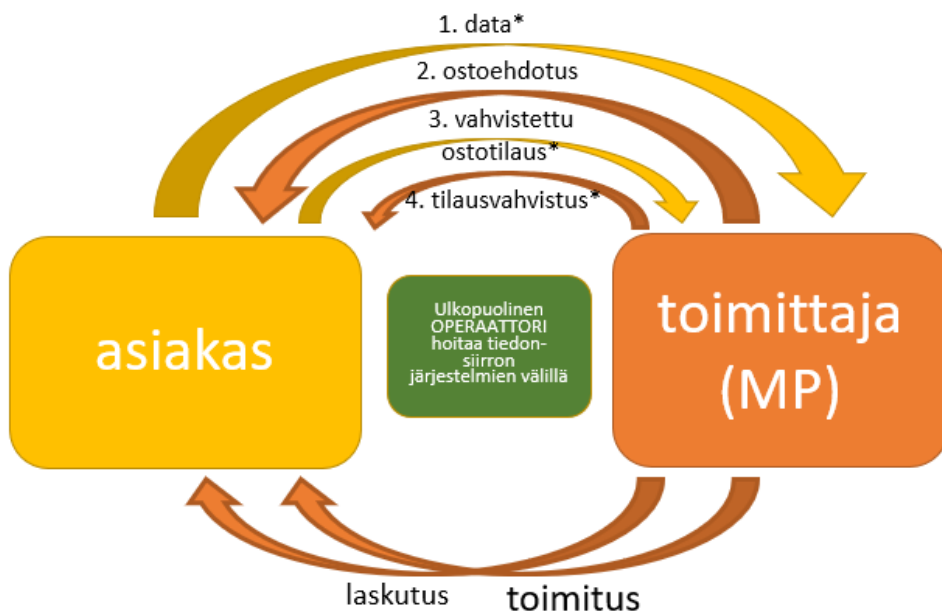 1. data*
2. ostoehdotus
3. vahvistettu
ostotilaus*
4. tilausvahvistus*
asiakas
Ulkopuolinen
OPERAATTORI
hoitaa tiedon-
siirron
järjestelmien välillä
toimittaja
(MP)
laskutus
toimitus